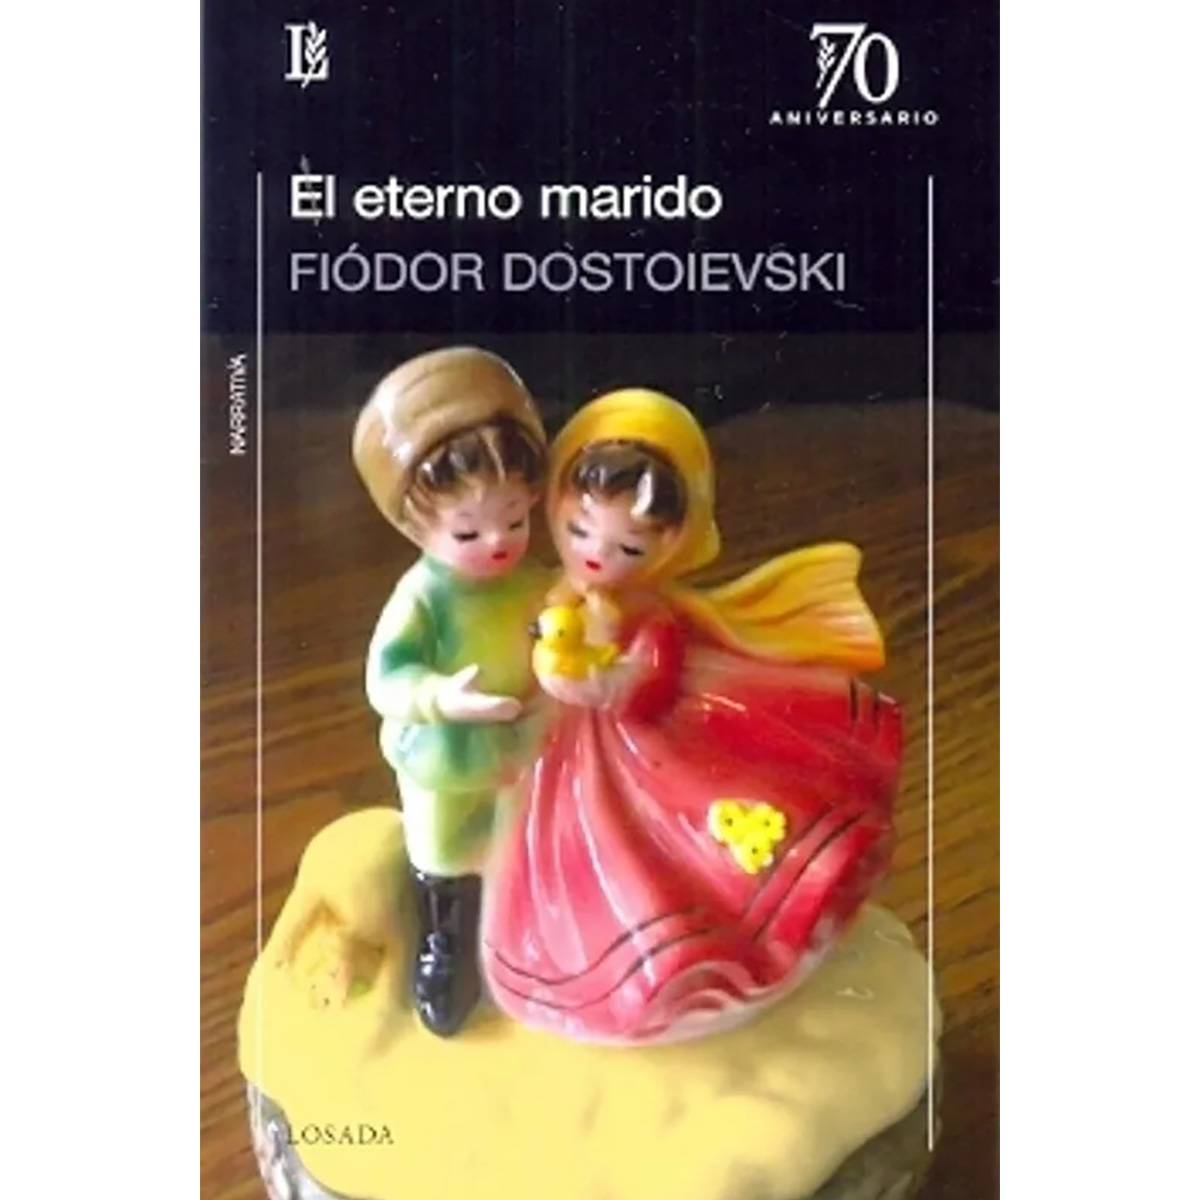 L
70
ANIVERSARIO
El eterno marido
FIÓDOR DOSTOIEVSKI
NARRATIVA
LOSADA